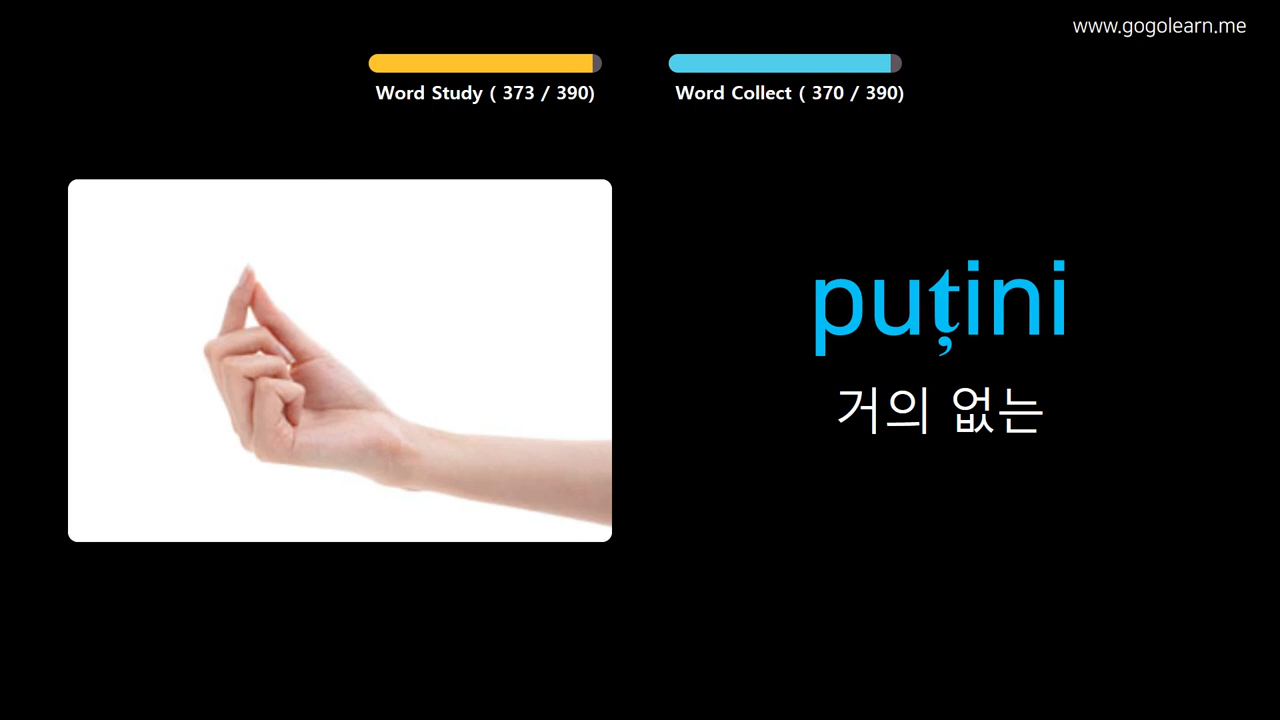 www.gogolearn.me
Word Study ( 373 / 390)
Word Collect ( 370 / 390)
puțini
거의 없는